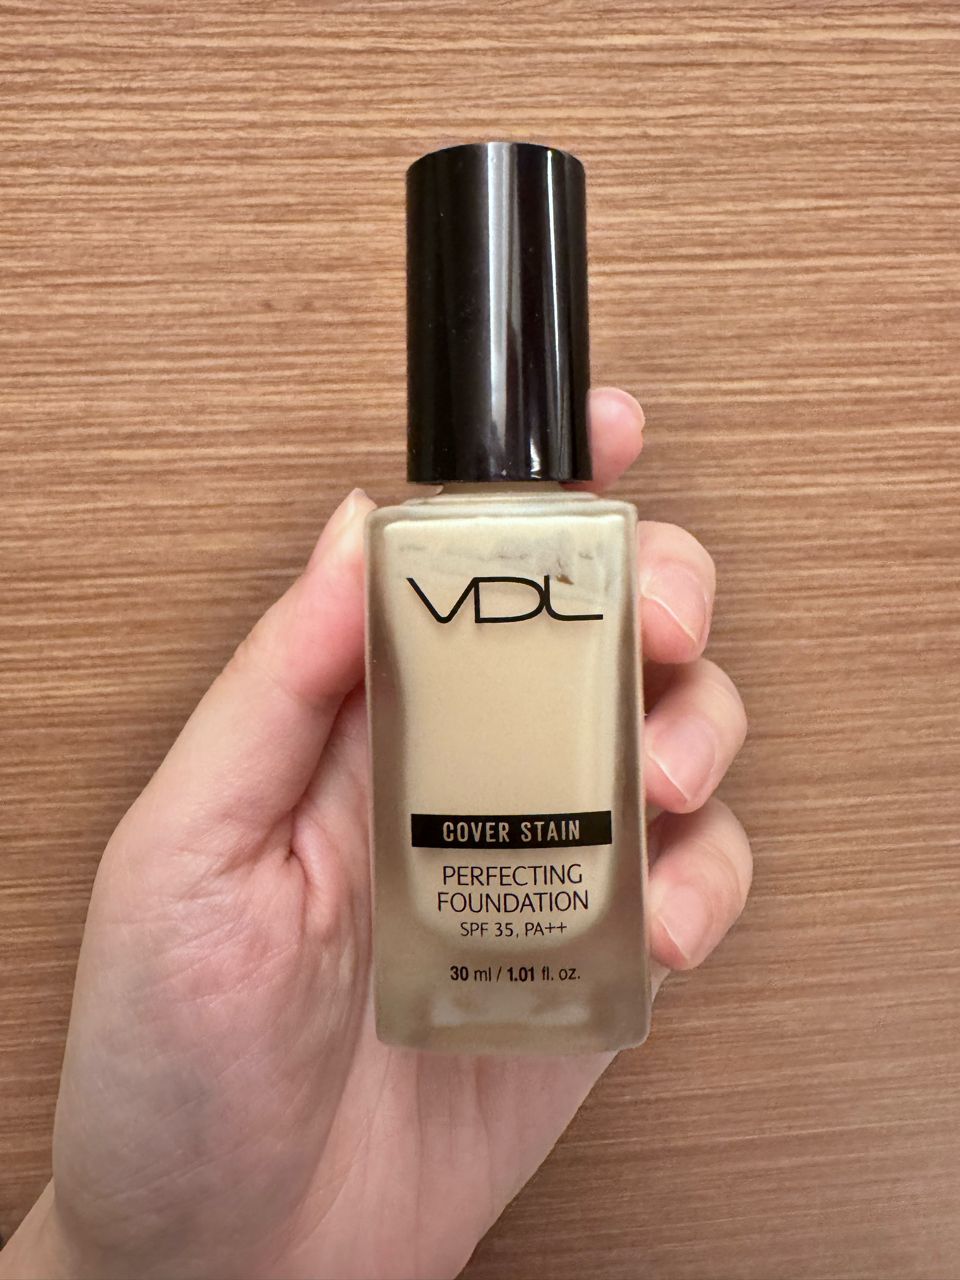 VDL
COVER STAIN
PERFECTING
FOUNDATION
SPF 35, PA++
30 ml / 1.01 fl. oz.